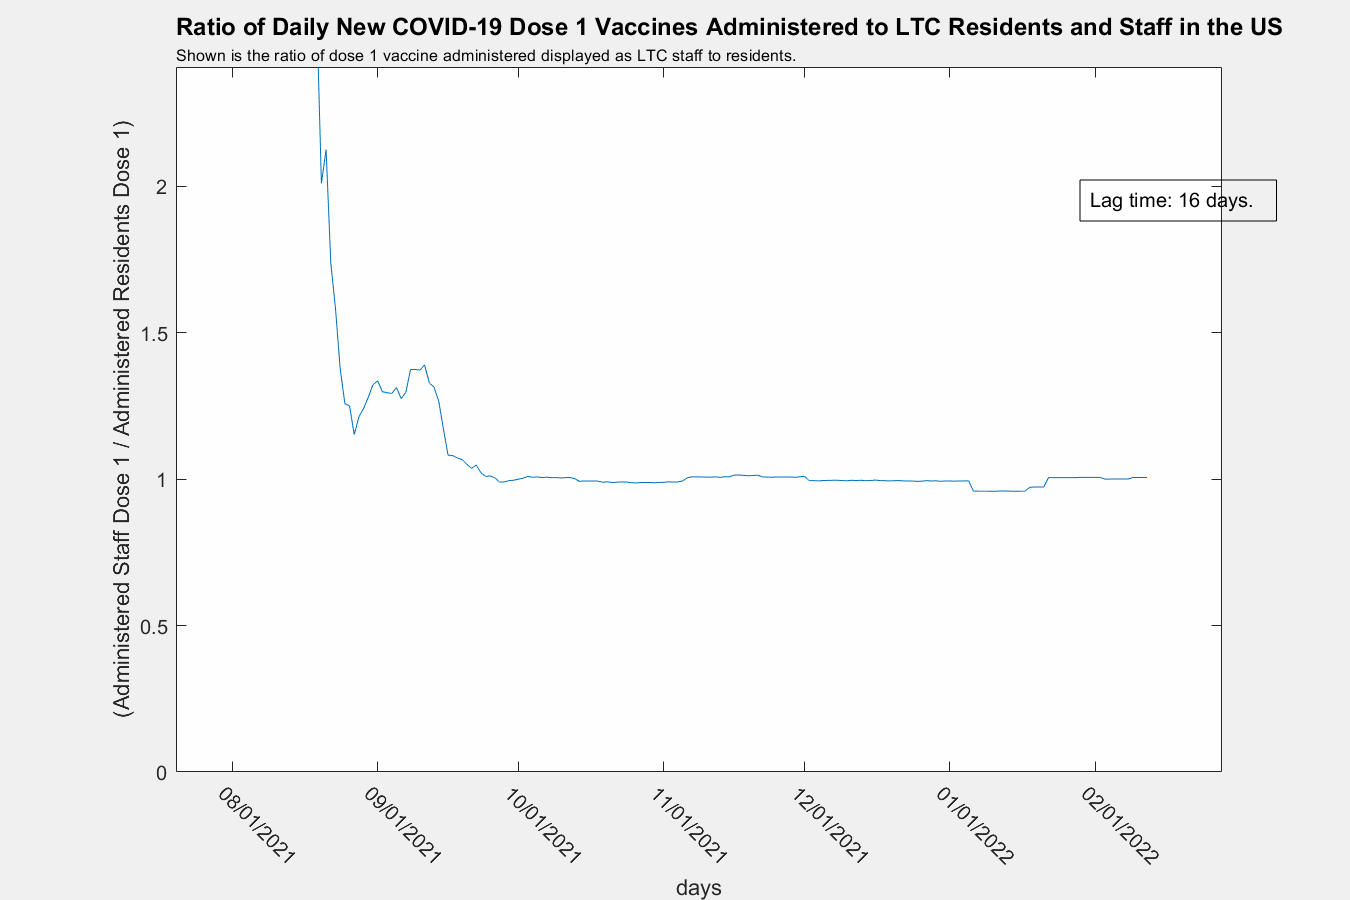 Ratio of Daily New COVID-19 Dose 1 Vaccines Administered to LTC Residents and Staff in the US
Shown is the ratio of dose 1 vaccine administered displayed as LTC staff to residents.
(Administered Staff Dose 1 / Administered Residents Dose 1)
2
1.5
1
0.5
0
Lag time: 16 days.
08/01/2021
09/01/2021
10/01/2021
11/01/2021
12/01/2021
01/01/2022
02/01/2022
days